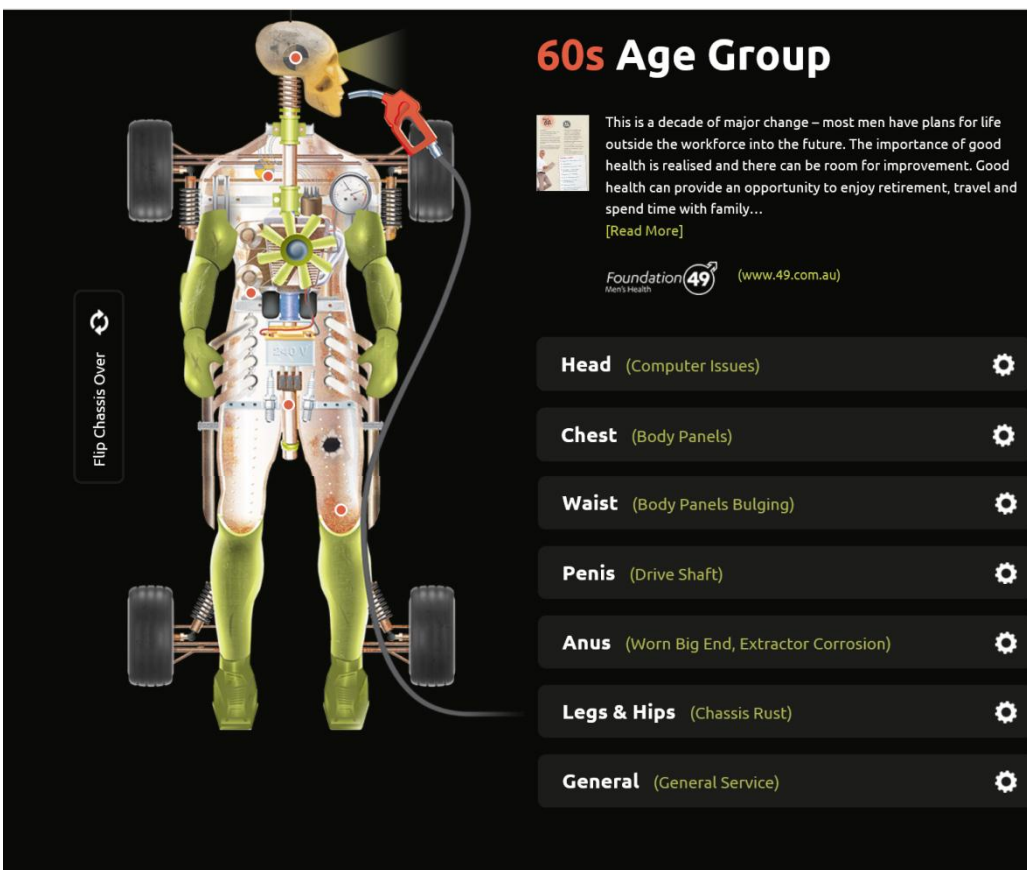 60s Age Group
This is a decade of major change – most men have plans for life
outside the workforce into the future. The importance of good
health is realised and there can be room for improvement. Good
health can provide an opportunity to enjoy retirement, travel and
spend time with family…
[Read More]
Foundation 49
Men's Health
(www.49.com.au)
Flip Chassis Over
240V
Head (Computer Issues)
Chest (Body Panels)
Waist (Body Panels Bulging)
Penis (Drive Shaft)
Anus (Worn Big End, Extractor Corrosion)
Legs & Hips (Chassis Rust)
General (General Service)